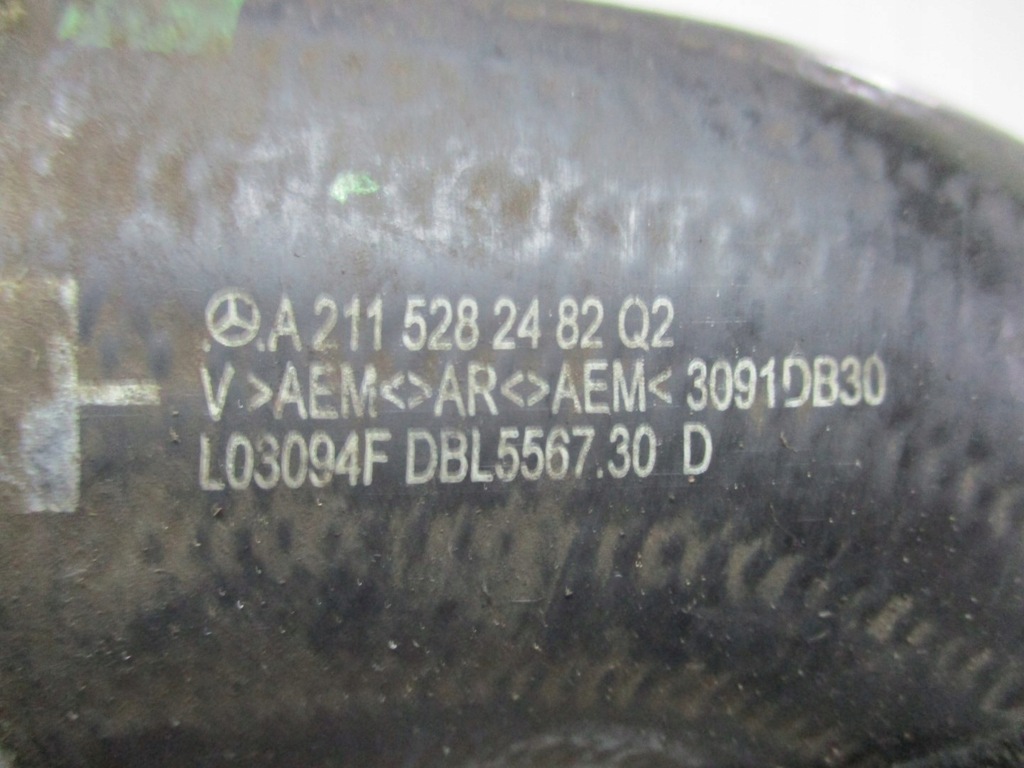 .A 211 528 24 82 Q2
V >AEM<>AR<>AEM< 3091DB30
L03094F DBL5567.30 D